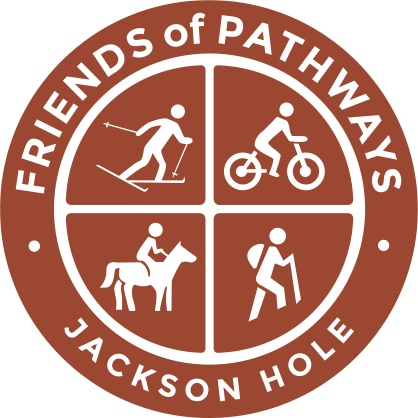 FRIENDS of PATHWAYS
JACKSON HOLE